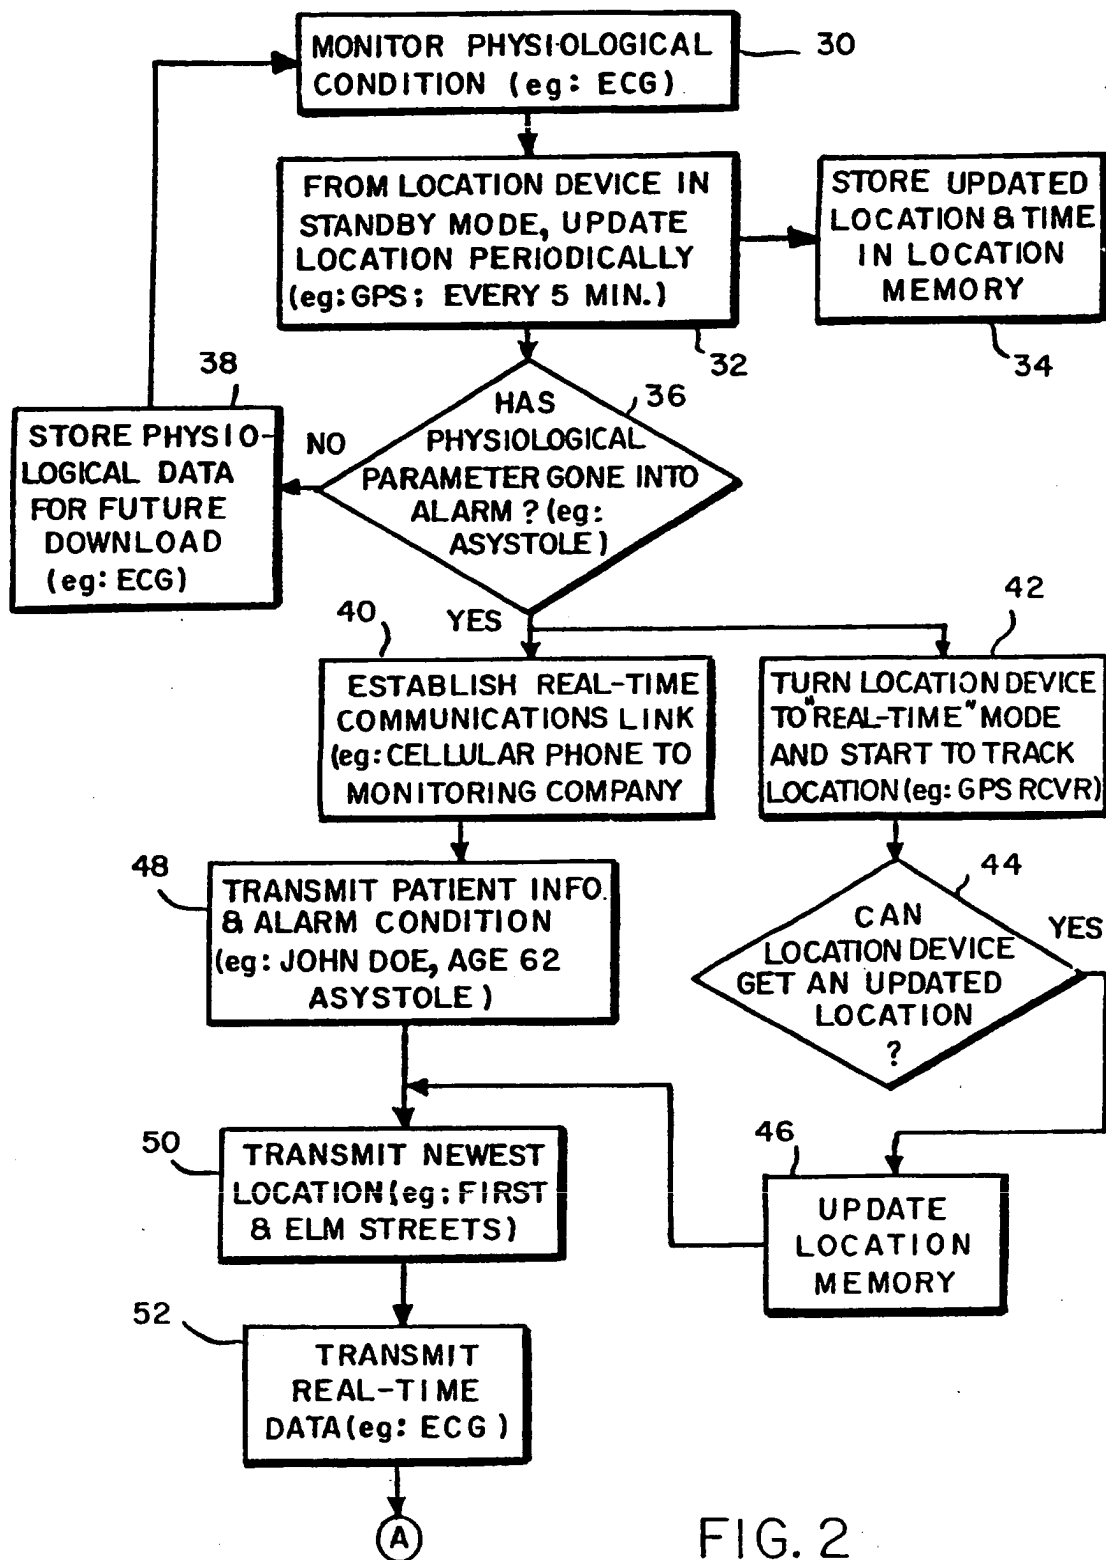 MONITOR PHYSIOLOGICAL
CONDITION (eg: ECG)
30
FROM LOCATION DEVICE IN
STANDBY MODE, UPDATE
LOCATION PERIODICALLY
(eg: GPS; EVERY 5 MIN.)
32
STORE UPDATED
LOCATION & TIME
IN LOCATION
MEMORY
34
38
STORE PHYSIO-
LOGICAL DATA
FOR FUTURE
DOWNLOAD
(eg: ECG)
NO
36
HAS
PHYSIOLOGICAL
PARAMETER GONE INTO
ALARM? (eg:
ASYSTOLE)
YES
40
ESTABLISH REAL-TIME
COMMUNICATIONS LINK
(eg: CELLULAR PHONE TO
MONITORING COMPANY
42
TURN LOCATION DEVICE
TO "REAL-TIME" MODE
AND START TO TRACK
LOCATION (eg: GPS RCVR)
48
TRANSMIT PATIENT INFO.
& ALARM CONDITION
(eg: JOHN DOE, AGE 62
ASYSTOLE)
44
CAN
LOCATION DEVICE
GET AN UPDATED
LOCATION
?
YES
50
TRANSMIT NEWEST
LOCATION (eg: FIRST
& ELM STREETS)
46
UPDATE
LOCATION
MEMORY
52
TRANSMIT
REAL-TIME
DATA (eg: ECG)
A
FIG. 2